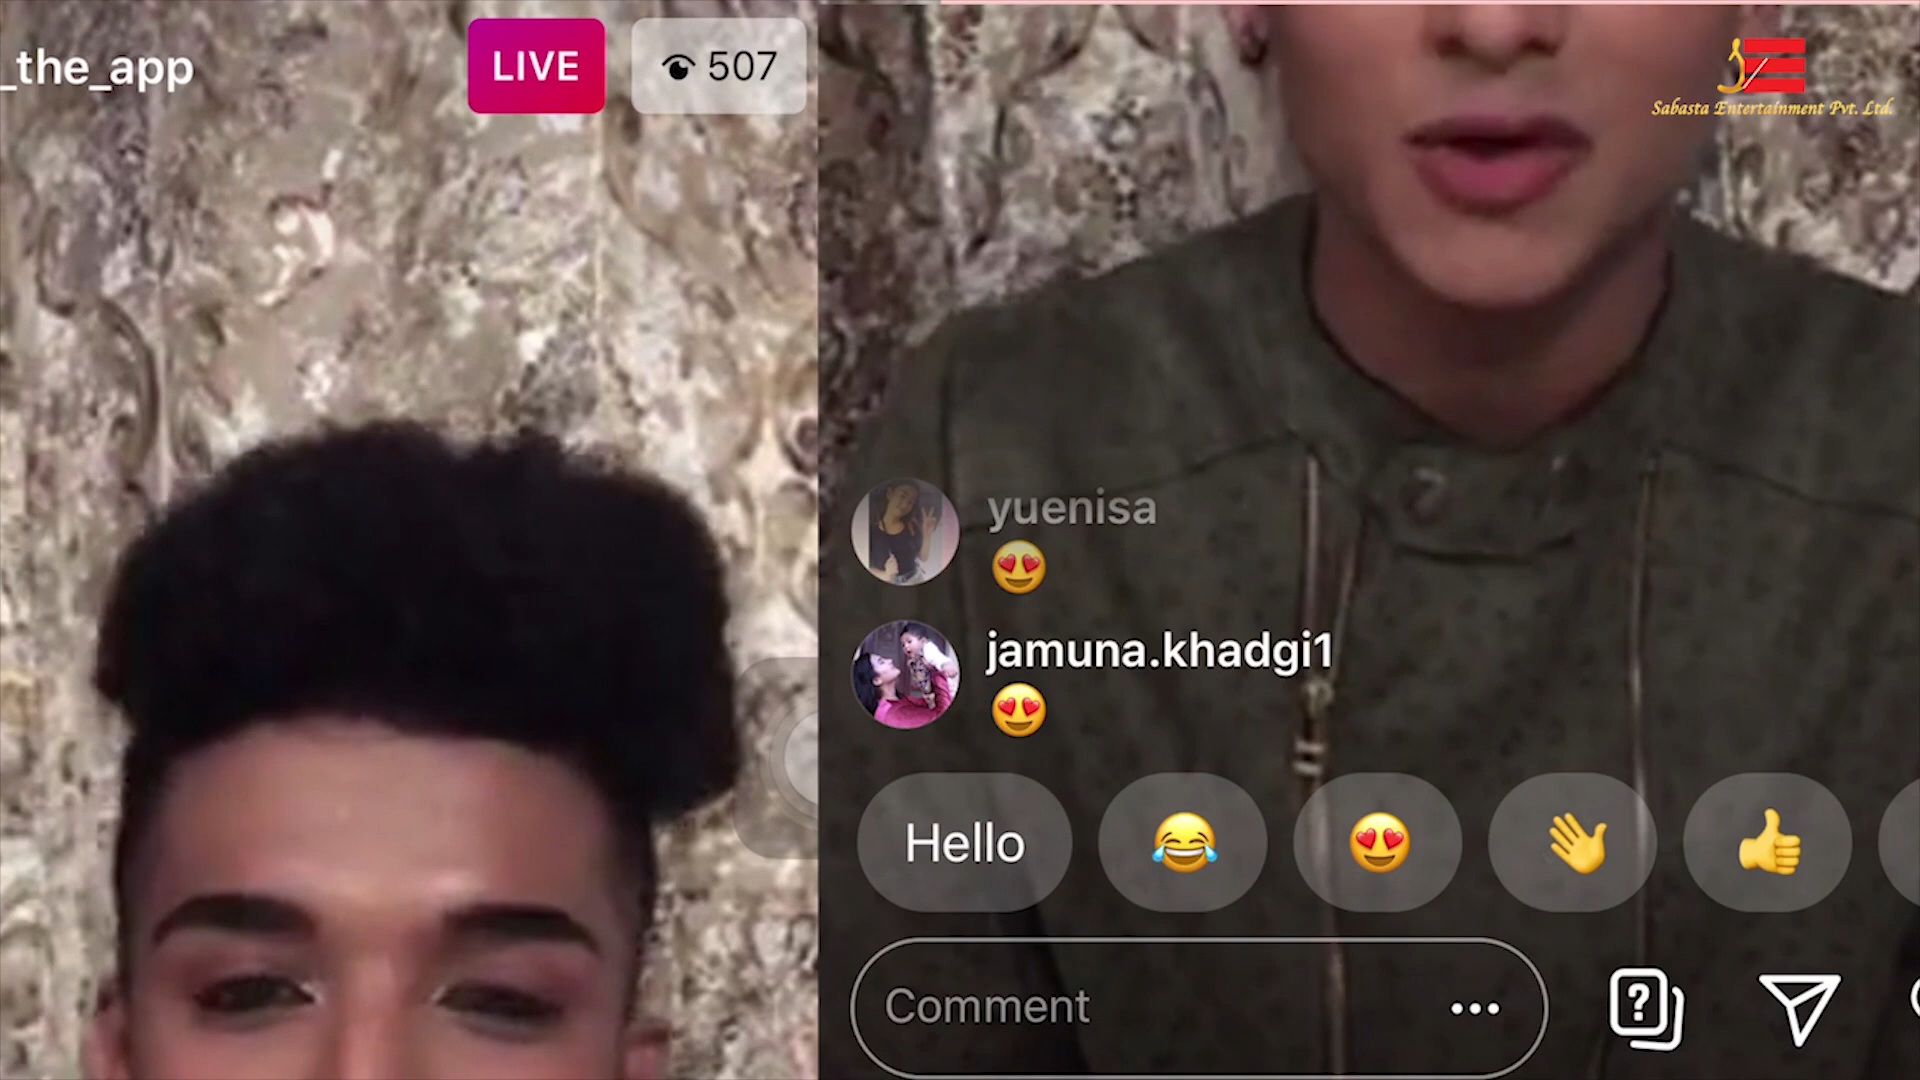 _the_app
LIVE
507
Sabasta Entertainment Pvt. Ltd.
yuenisa
😍
jamuna.khadgi1
😍
Hello 😂 😍 👋 👍
Comment